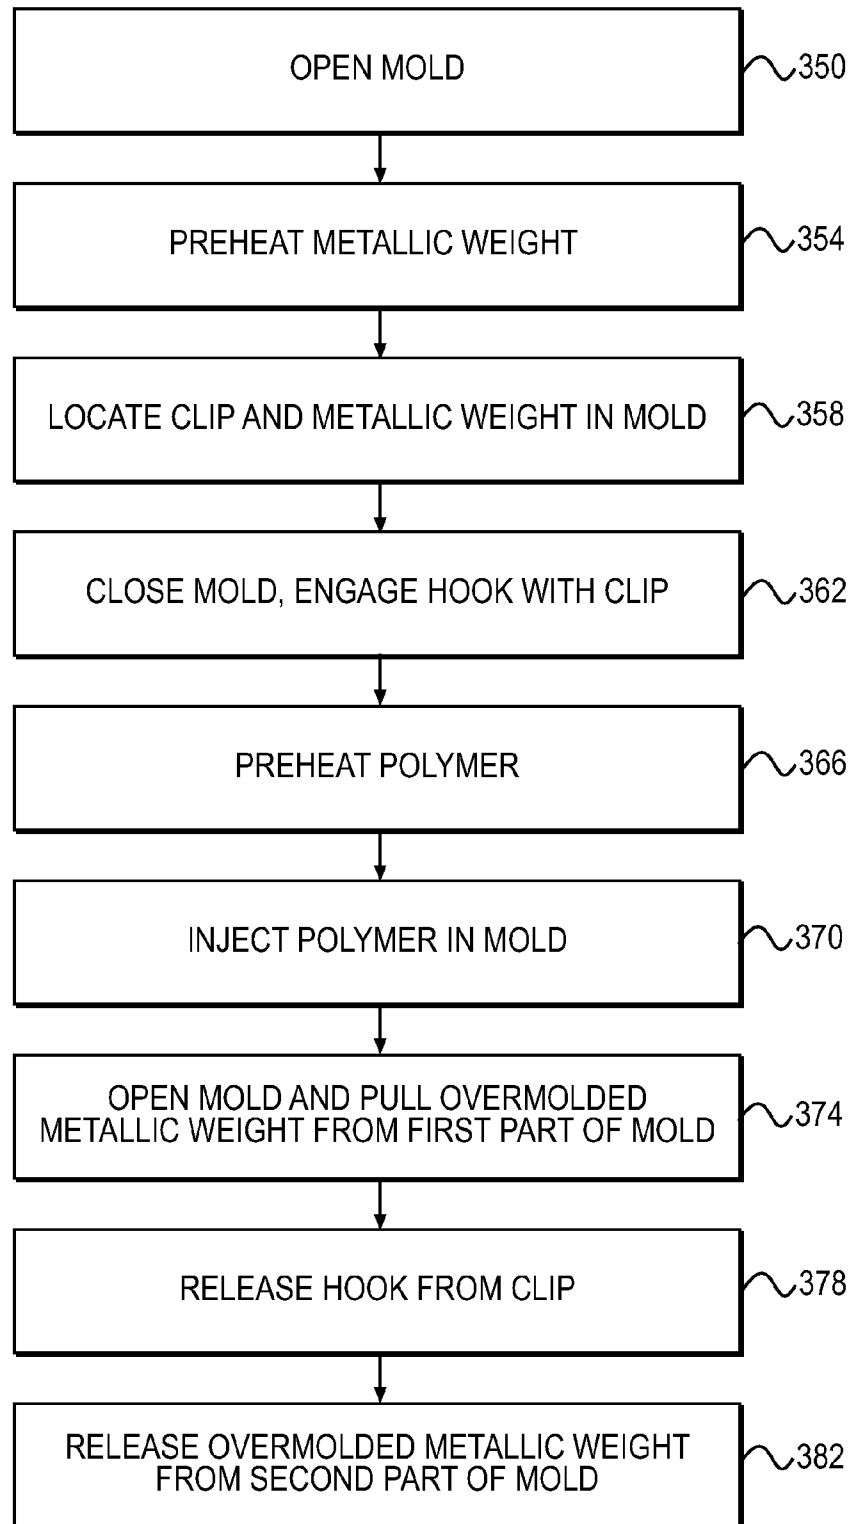 OPEN MOLD
350
PREHEAT METALLIC WEIGHT
354
LOCATE CLIP AND METALLIC WEIGHT IN MOLD
358
CLOSE MOLD, ENGAGE HOOK WITH CLIP
362
PREHEAT POLYMER
366
INJECT POLYMER IN MOLD
370
OPEN MOLD AND PULL OVERMOLDED
METALLIC WEIGHT FROM FIRST PART OF MOLD
374
RELEASE HOOK FROM CLIP
378
RELEASE OVERMOLDED METALLIC WEIGHT
FROM SECOND PART OF MOLD
382